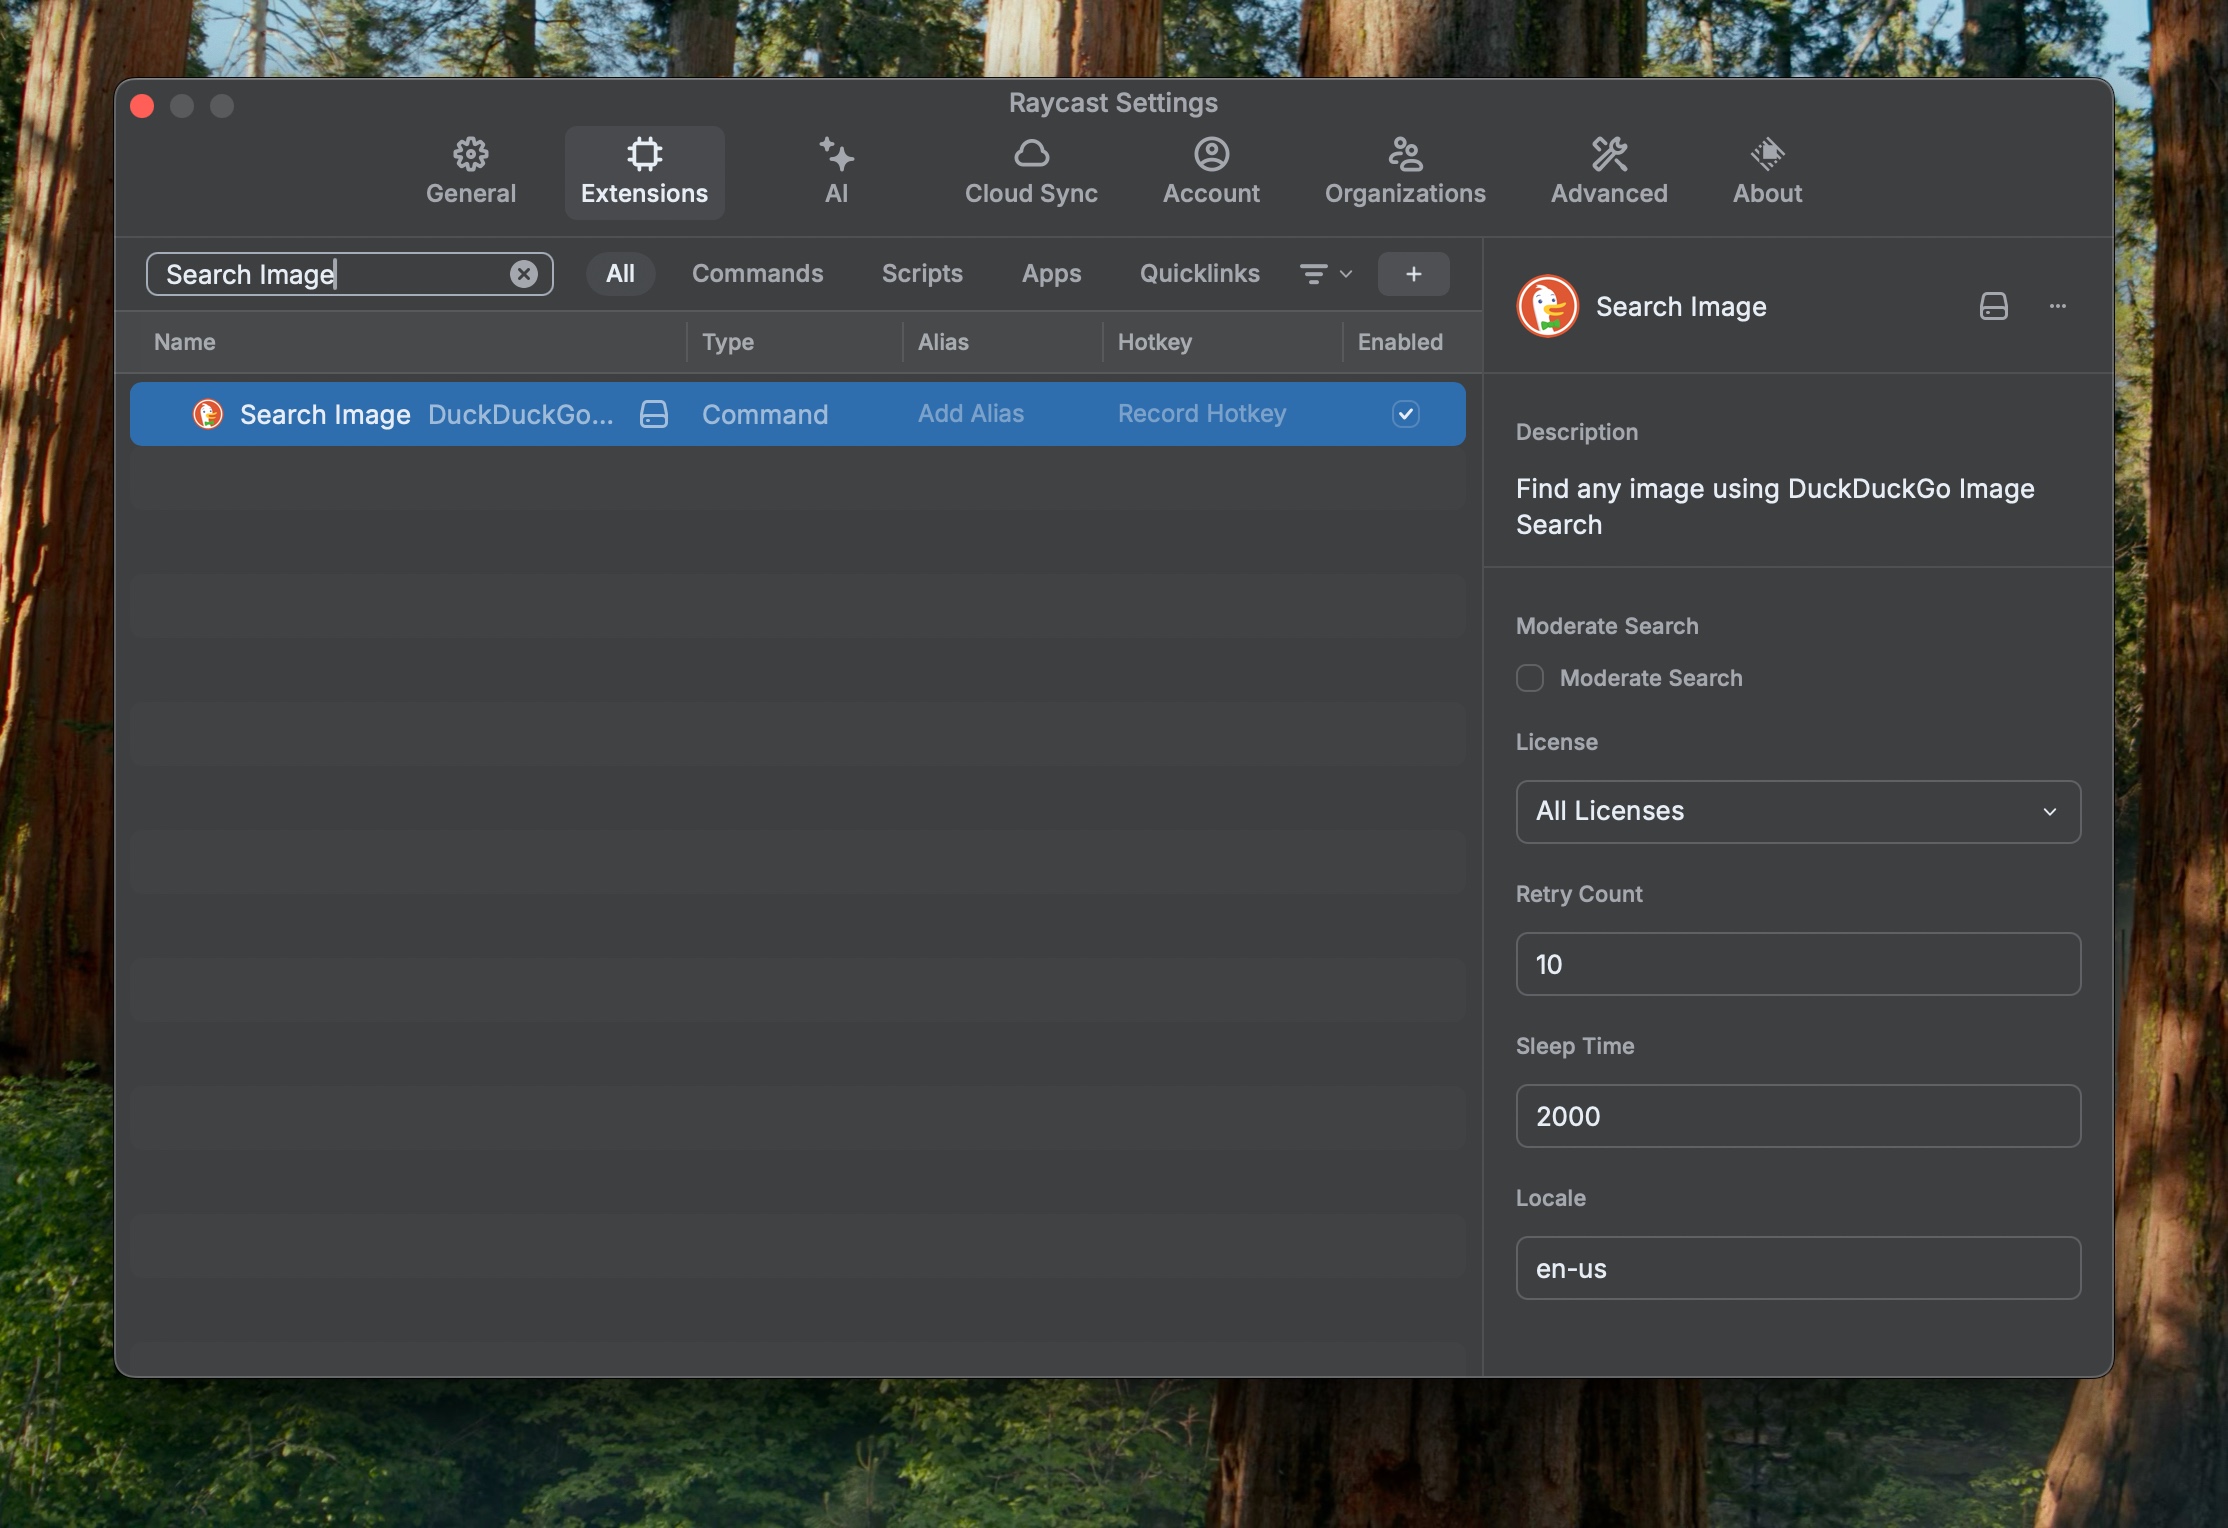 Raycast Settings
General
Extensions
AI
Cloud Sync
Account
Organizations
Advanced
About
Search Image
All
Commands
Scripts
Apps
Quicklinks
+
Name
Type
Alias
Hotkey
Enabled
Search Image DuckDuckGo... Command Add Alias Record Hotkey
Search Image
Description
Find any image using DuckDuckGo Image
Search
Moderate Search
Moderate Search
License
All Licenses
Retry Count
10
Sleep Time
2000
Locale
en-us